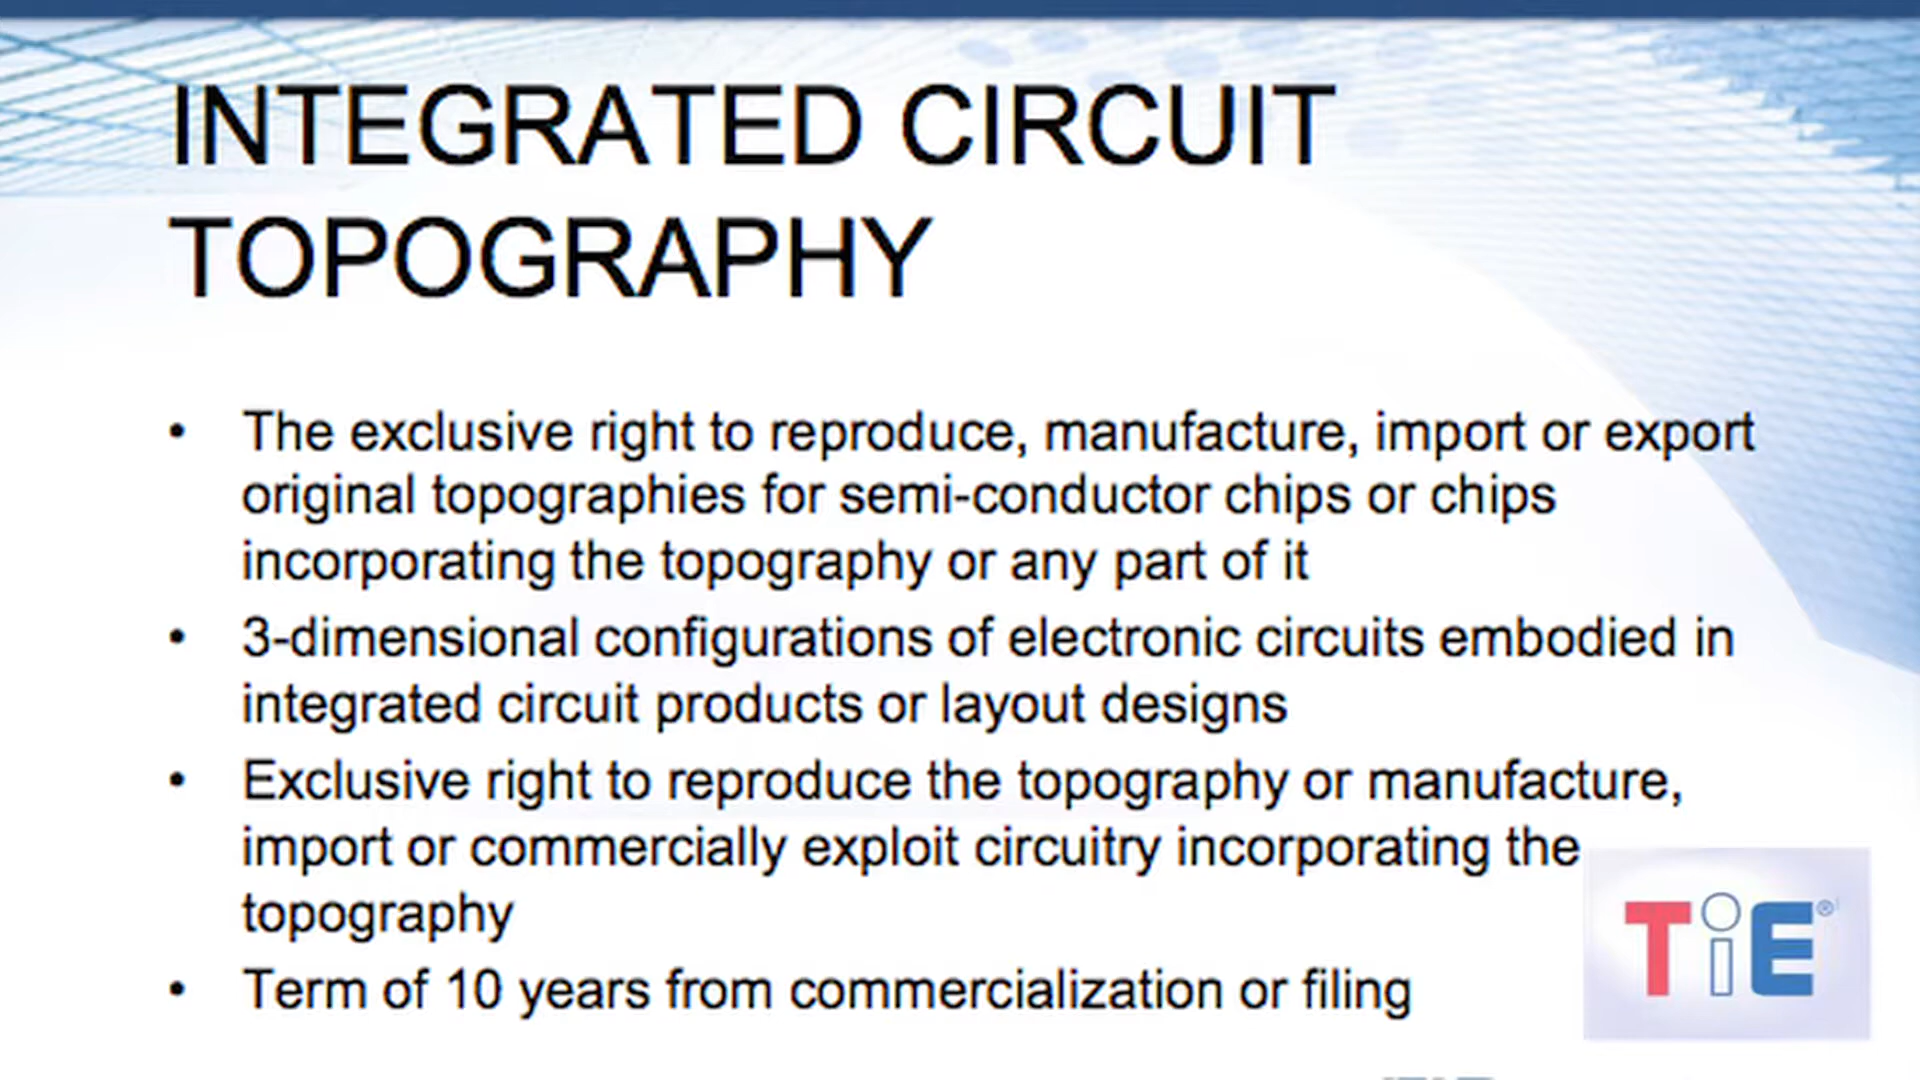 INTEGRATED CIRCUIT
TOPOGRAPHY
• The exclusive right to reproduce, manufacture, import or export
original topographies for semi-conductor chips or chips
incorporating the topography or any part of it
• 3-dimensional configurations of electronic circuits embodied in
integrated circuit products or layout designs
• Exclusive right to reproduce the topography or manufacture,
import or commercially exploit circuitry incorporating the
topography
• Term of 10 years from commercialization or filing
TiE®